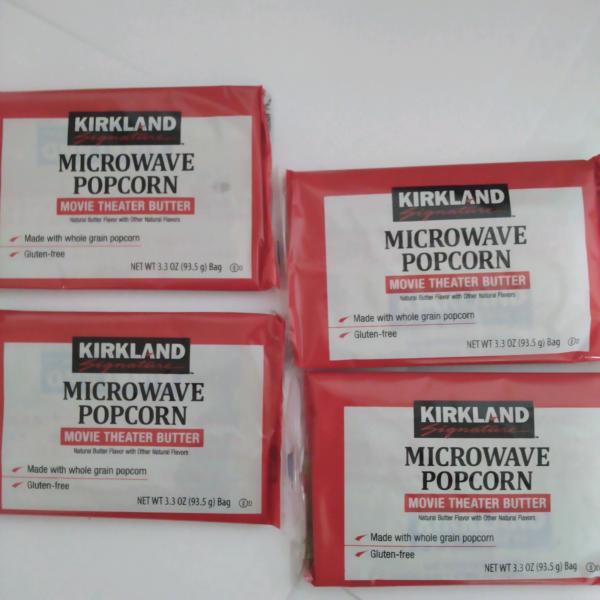 KIRKLAND
Signature™
MICROWAVE
POPCORN
MOVIE THEATER BUTTER
Natural Butter Flavor with Other Natural Flavors
Made with whole grain popcorn
Gluten-free
NET WT 3.3 OZ (93.5 g) Bag
KIRKLAND
Signature™
MICROWAVE
POPCORN
MOVIE THEATER BUTTER
Natural Butter Flavor with Other Natural Flavors
Made with whole grain popcorn
Gluten-free
NET WT 3.3 OZ (93.5 g) Bag
KIRKLAND
Signature™
MICROWAVE
POPCORN
MOVIE THEATER BUTTER
Natural Butter Flavor with Other Natural Flavors
Made with whole grain popcorn
Gluten-free
NET WT 3.3 OZ (93.5 g) Bag
KIRKLAND
Signature™
MICROWAVE
POPCORN
MOVIE THEATER BUTTER
Natural Butter Flavor with Other Natural Flavors
Made with whole grain popcorn
Gluten-free
NET WT 3.3 OZ (93.5 g) Bag